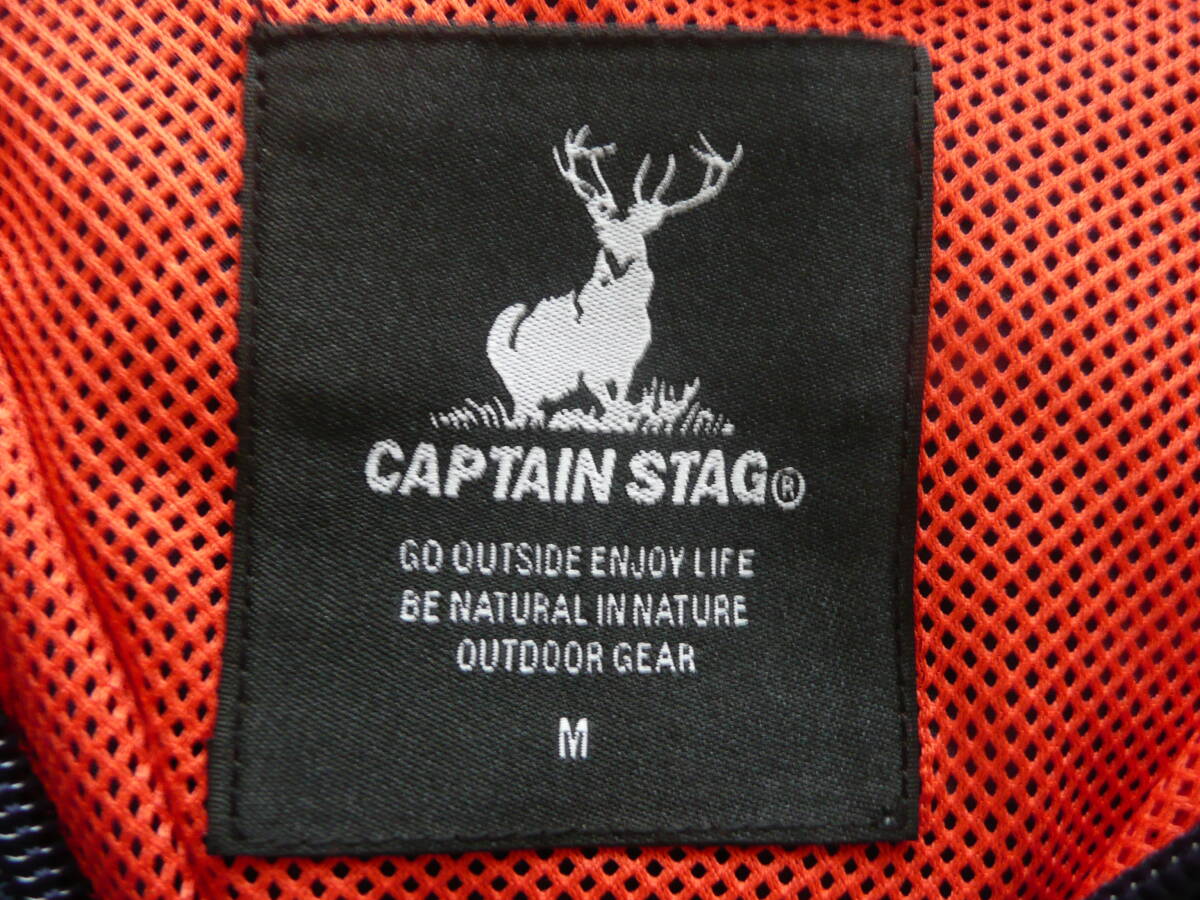 CAPTAIN STAG®
GO OUTSIDE ENJOY LIFE
BE NATURAL IN NATURE
OUTDOOR GEAR
M